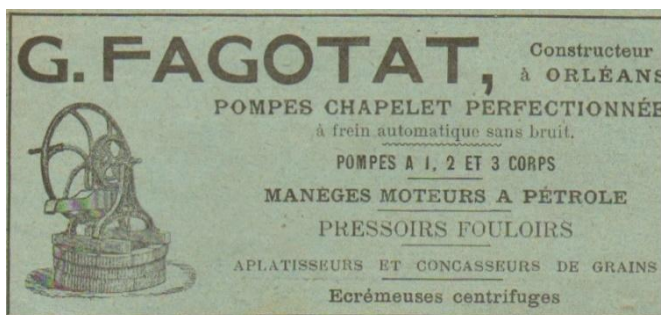 G. FAGOTAT, Constructeur
à ORLÉANS
POMPES CHAPELET PERFECTIONNÉE
à frein automatique sans bruit.
POMPES A 1, 2 ET 3 CORPS
MANÈGES MOTEURS A PÉTROLE
PRESSOIRS FOULOIRS
APLATISSEURS ET CONCASSEURS DE GRAINS
Ecrémeuses centrifuges